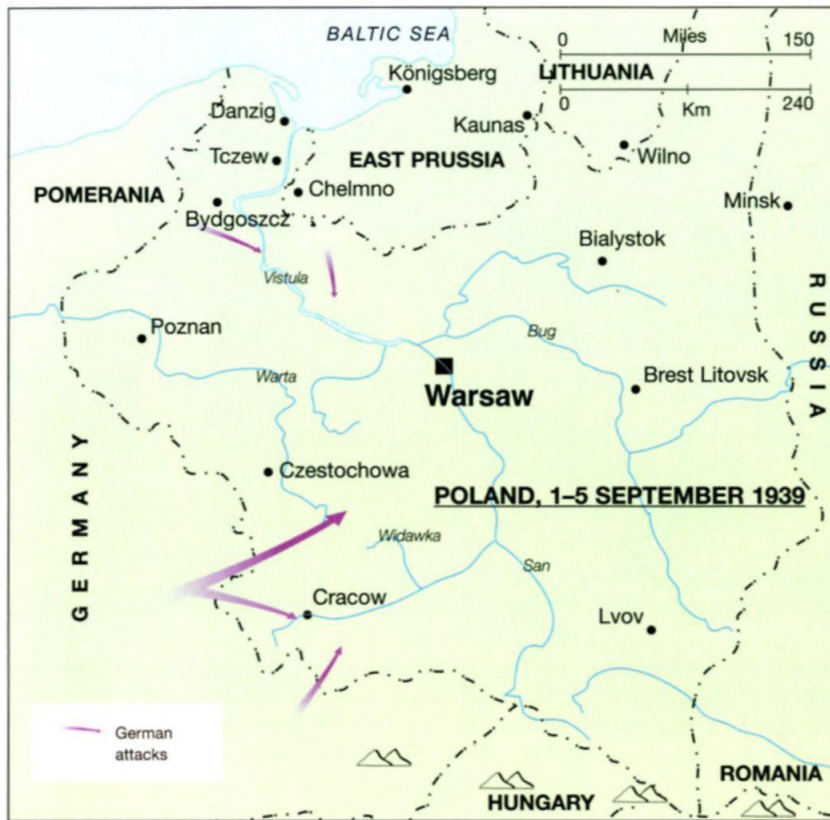 BALTIC SEA
0 Miles 150
0 Km 240
Königsberg
LITHUANIA
Danzig
Kaunas
Tczew
EAST PRUSSIA
Wilno
POMERANIA
Chelmno
Minsk
Bydgoszcz
Bialystok
Vistula
RUSSIA
Poznan
Bug
Warta
Warsaw
Brest Litovsk
GERMANY
Czestochowa
POLAND, 1–5 SEPTEMBER 1939
Widawka
San
Cracow
Lvov
German
attacks
ROMANIA
HUNGARY